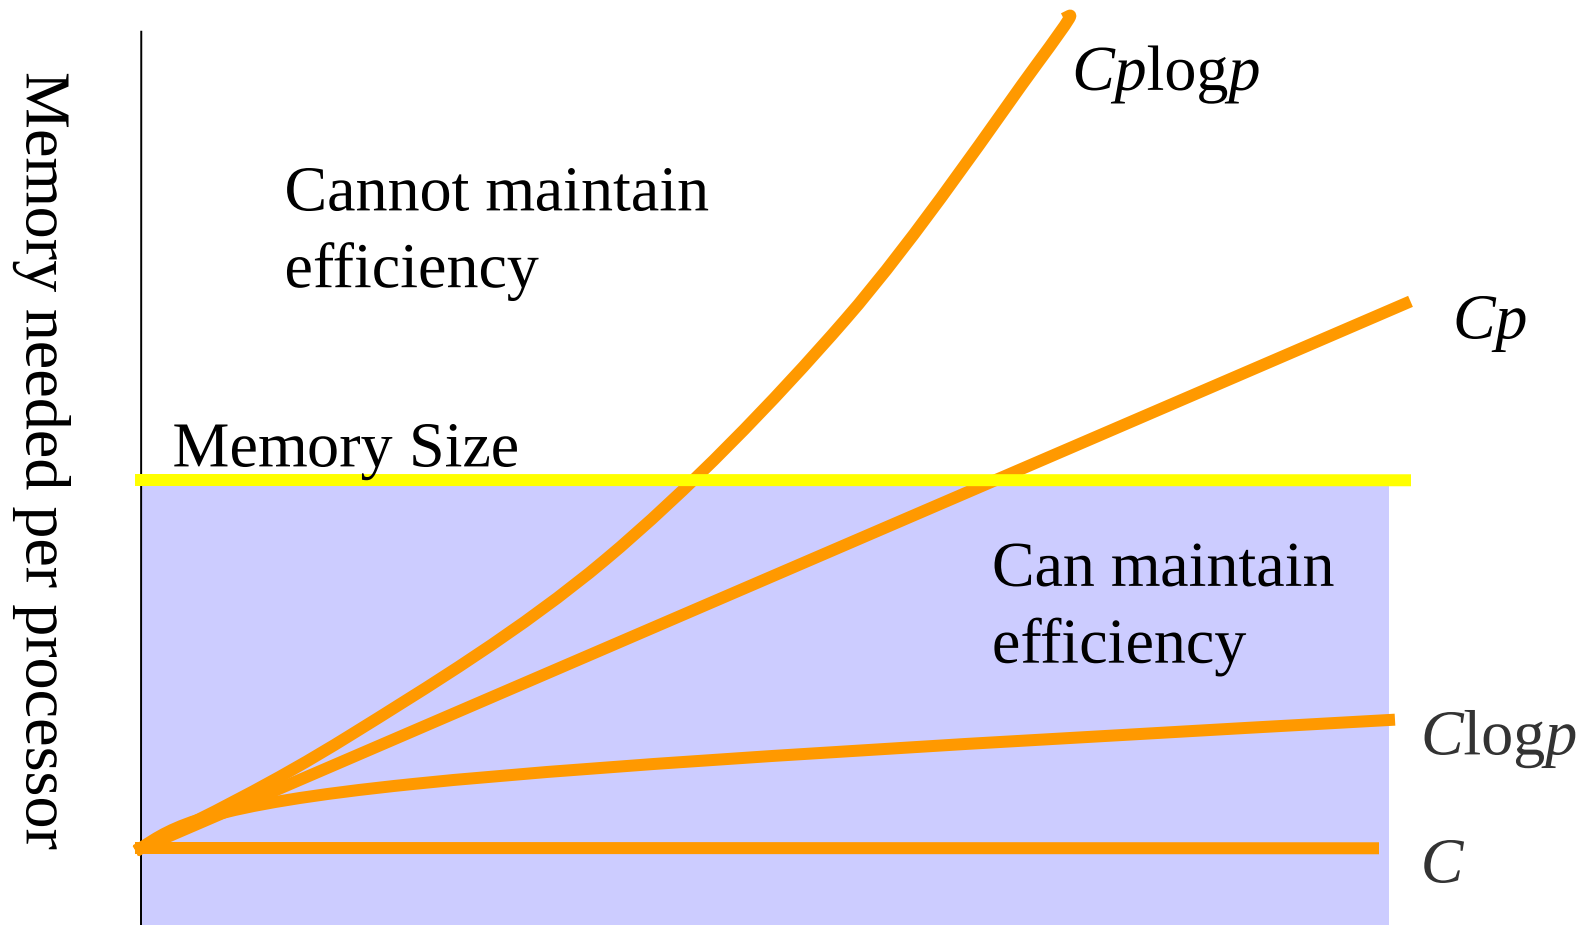 Memory needed per processor
Cplogp
Cannot maintain
efficiency
Cp
Memory Size
Can maintain
efficiency
Clogp
C